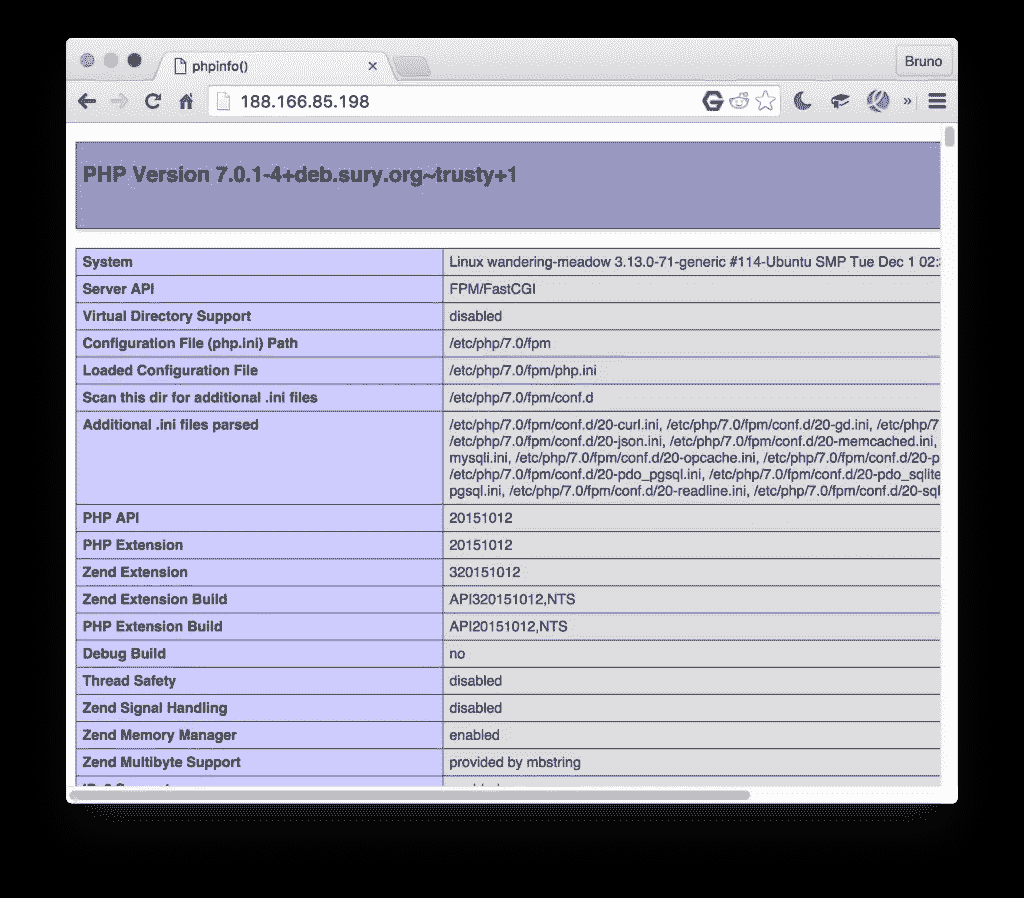 phpinfo()
Bruno
188.166.85.198
PHP Version 7.0.1-4+deb.sury.org~trusty+1
System Linux wandering-meadow 3.13.0-71-generic #114-Ubuntu SMP Tue Dec 1 02:
Server API FPM/FastCGI
Virtual Directory Support disabled
Configuration File (php.ini) Path /etc/php/7.0/fpm
Loaded Configuration File /etc/php/7.0/fpm/php.ini
Scan this dir for additional .ini files /etc/php/7.0/fpm/conf.d
Additional .ini files parsed /etc/php/7.0/fpm/conf.d/20-curl.ini, /etc/php/7.0/fpm/conf.d/20-gd.ini, /etc/php/7
/etc/php/7.0/fpm/conf.d/20-json.ini, /etc/php/7.0/fpm/conf.d/20-memcached.ini,
mysqli.ini, /etc/php/7.0/fpm/conf.d/20-opcache.ini, /etc/php/7.0/fpm/conf.d/20-p
/etc/php/7.0/fpm/conf.d/20-pdo_pgsql.ini, /etc/php/7.0/fpm/conf.d/20-pdo_sqlite
pgsql.ini, /etc/php/7.0/fpm/conf.d/20-readline.ini, /etc/php/7.0/fpm/conf.d/20-sql
PHP API 20151012
PHP Extension 20151012
Zend Extension 320151012
Zend Extension Build API320151012,NTS
PHP Extension Build API20151012,NTS
Debug Build no
Thread Safety disabled
Zend Signal Handling disabled
Zend Memory Manager enabled
Zend Multibyte Support provided by mbstring